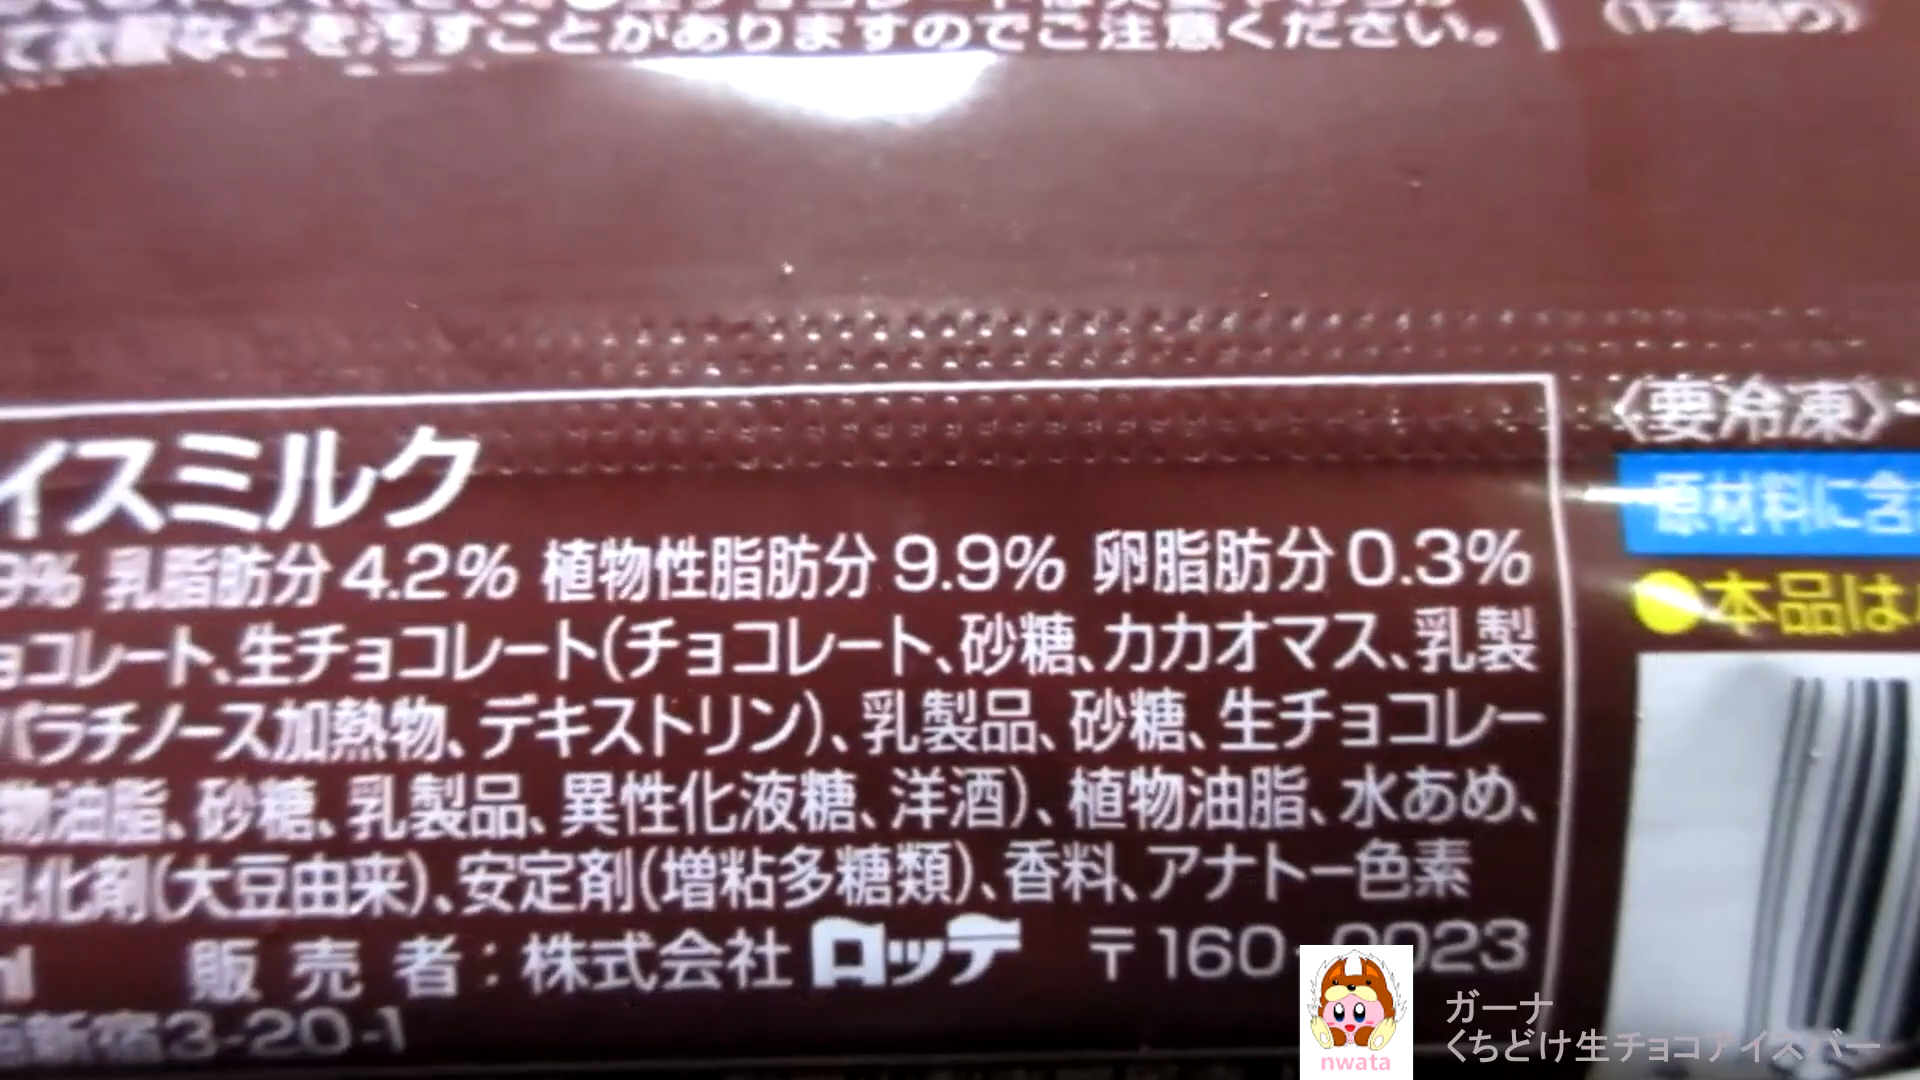 て衣服などを汚すことがありますのでご注意ください。
(1本当り)
〈要冷凍〉
イスミルク
原材料に含
9% 乳脂肪分4.2% 植物性脂肪分9.9% 卵脂肪分0.3%
●本品は
ョコレート、生チョコレート(チョコレート、砂糖、カカオマス、乳製
パラチノース加熱物、デキストリン)、乳製品、砂糖、生チョコレー
物油脂、砂糖、乳製品、異性化液糖、洋酒)、植物油脂、水あめ、
乳化剤(大豆由来)、安定剤(増粘多糖類)、香料、アナトー色素
ml 販売者:株式会社ロッテ 〒160-0023
西新宿3-20-1
nwata
ガーナ
くちどけ生チョコアイスバー